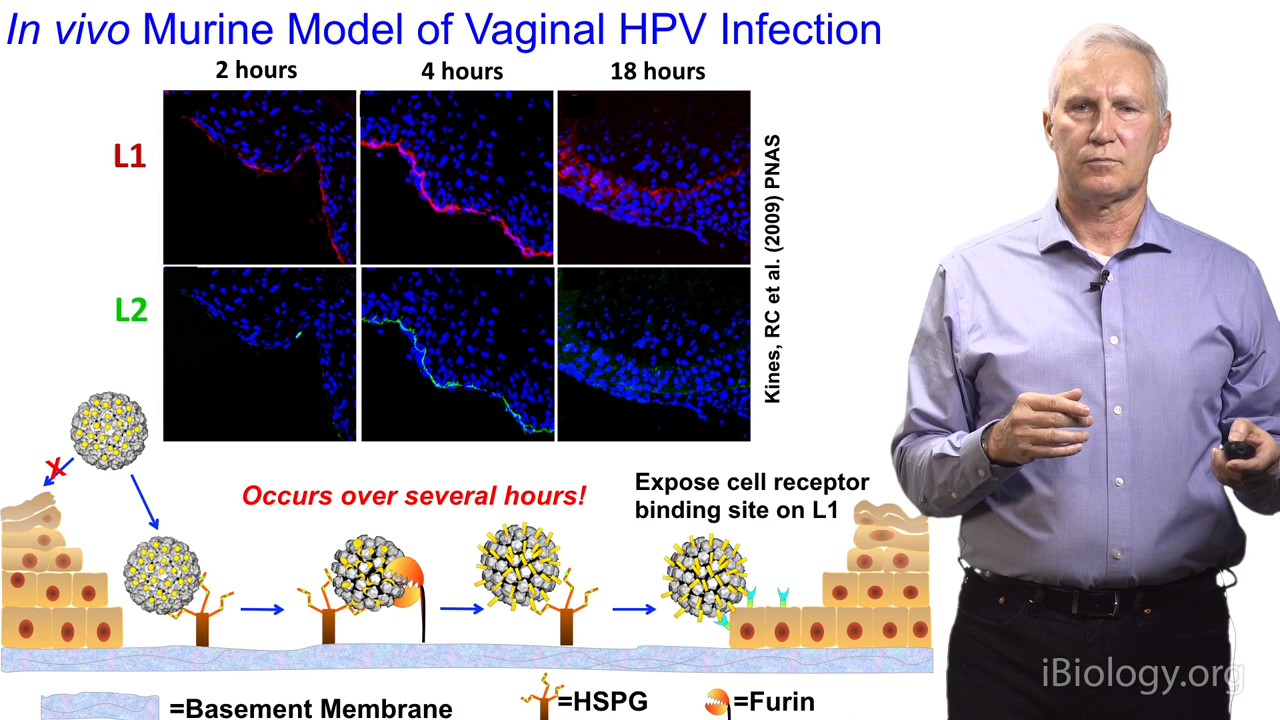 In vivo Murine Model of Vaginal HPV Infection
2 hours
4 hours
18 hours
L1
L2
Kines, RC et al. (2009) PNAS
X
Occurs over several hours!
Expose cell receptor
binding site on L1
=Basement Membrane
=HSPG
=Furin
iBiology.org